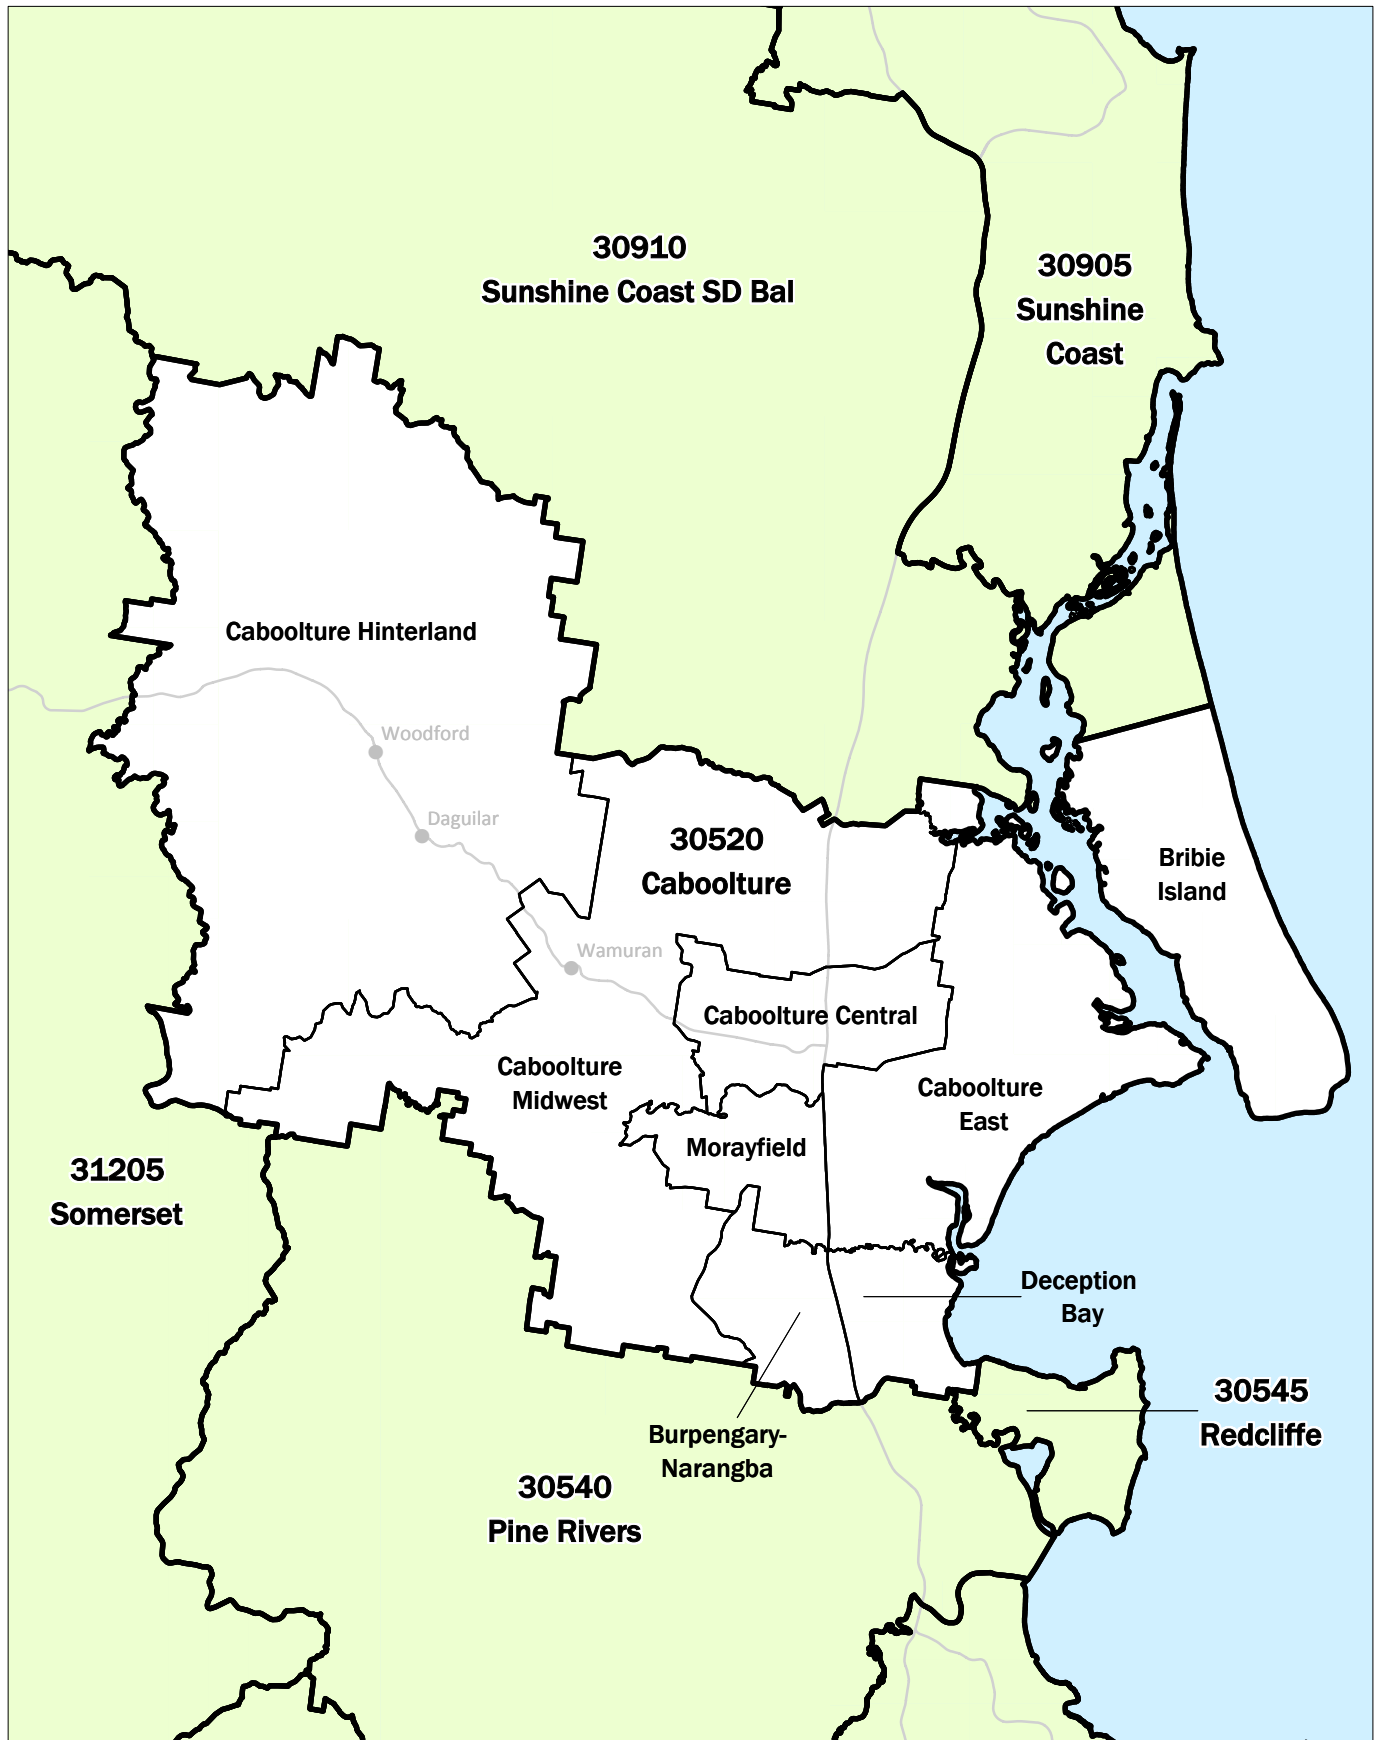 30910
Sunshine Coast SD Bal
30905
Sunshine
Coast
Caboolture Hinterland
Woodford
Daguilar
30520
Caboolture
Bribie
Island
Wamuran
Caboolture Central
Caboolture
Midwest
Caboolture
East
Morayfield
31205
Somerset
Deception
Bay
30545
Redcliffe
Burpengary-
Narangba
30540
Pine Rivers